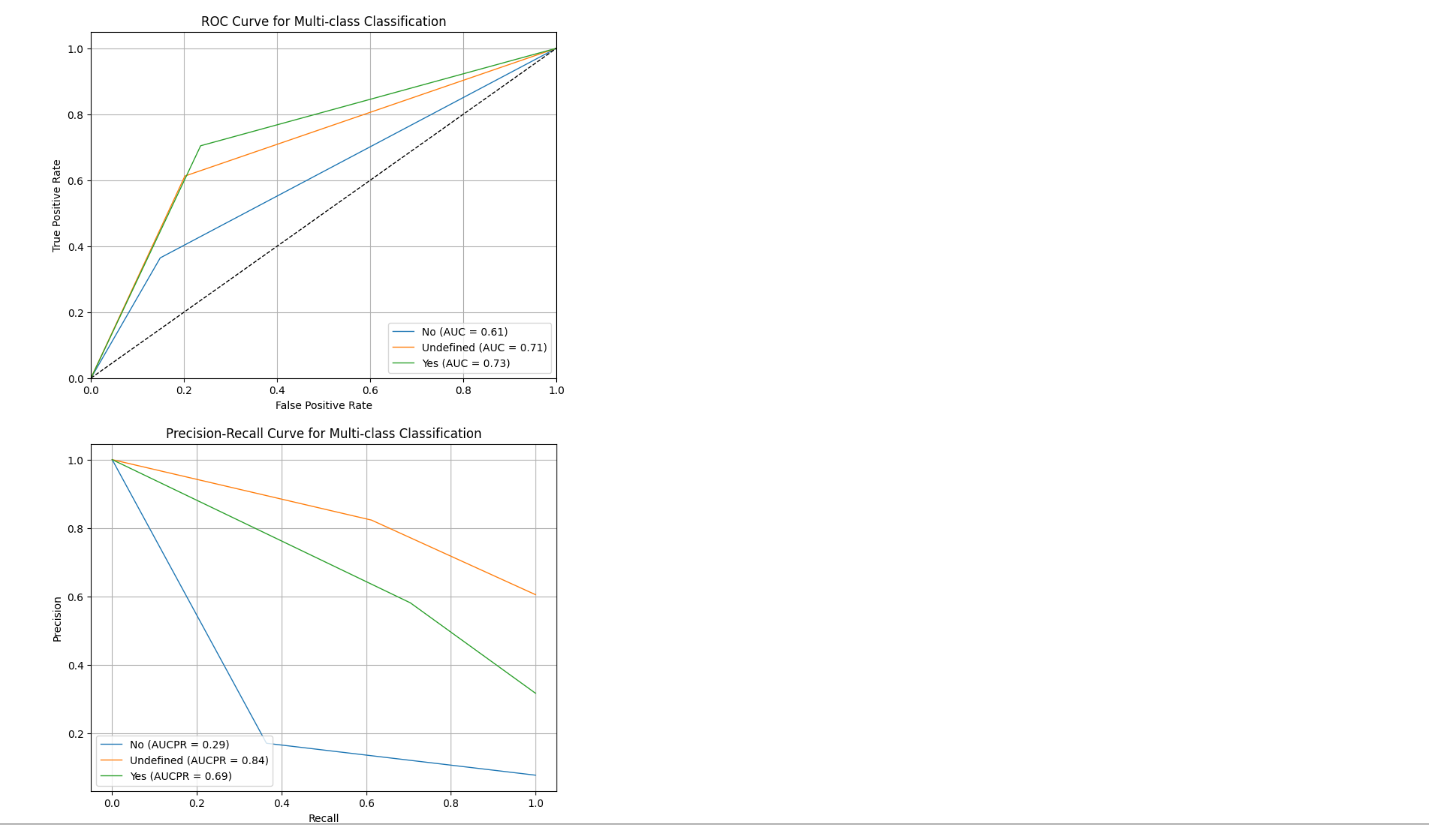 ROC Curve for Multi-class Classification
1.0
0.8
0.6
0.4
0.2
0.0
True Positive Rate
No (AUC = 0.61)
Undefined (AUC = 0.71)
Yes (AUC = 0.73)
0.0 0.2 0.4 0.6 0.8 1.0
False Positive Rate
Precision-Recall Curve for Multi-class Classification
1.0
0.8
0.6
0.4
0.2
Precision
No (AUCPR = 0.29)
Undefined (AUCPR = 0.84)
Yes (AUCPR = 0.69)
0.0 0.2 0.4 0.6 0.8 1.0
Recall